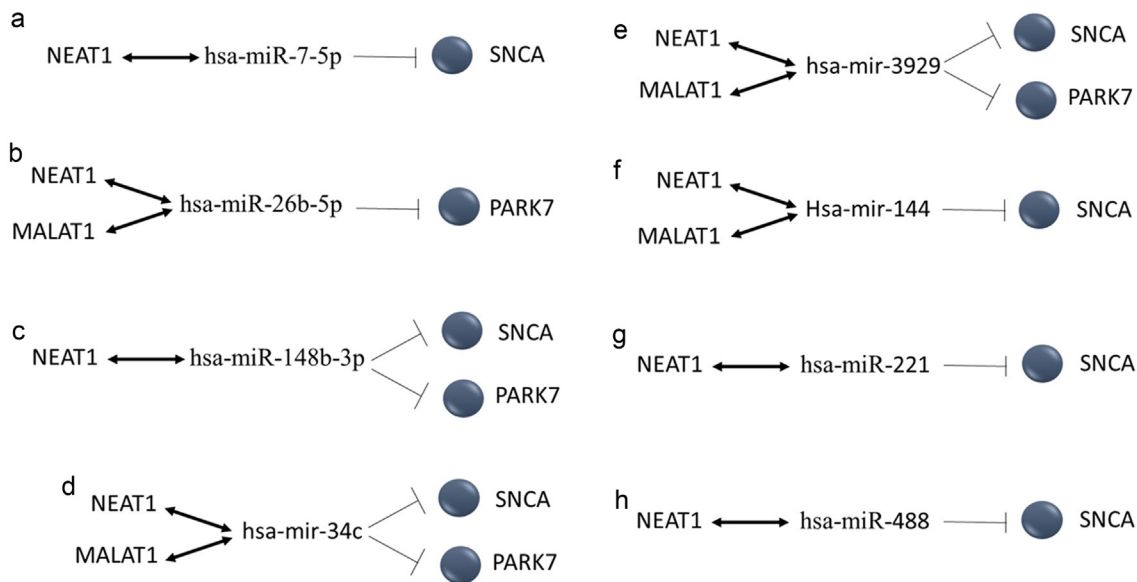 a
NEAT1 hsa-miR-7-5p SNCA
b
NEAT1
MALAT1
hsa-miR-26b-5p PARK7
c
NEAT1 hsa-miR-148b-3p
SNCA
PARK7
d
NEAT1
MALAT1
hsa-mir-34c
SNCA
PARK7
e
NEAT1
MALAT1
hsa-mir-3929
SNCA
PARK7
f
NEAT1
MALAT1
Hsa-mir-144 SNCA
g
NEAT1 hsa-miR-221 SNCA
h
NEAT1 hsa-miR-488 SNCA